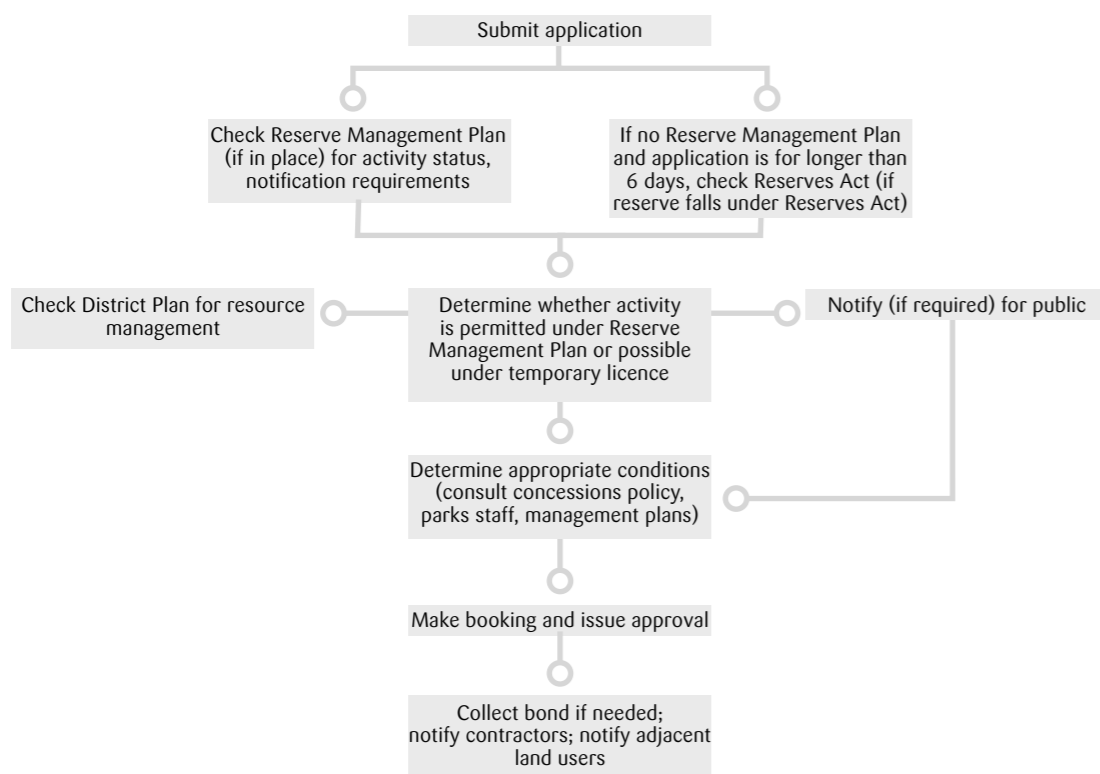 Submit application
Check Reserve Management Plan
(if in place) for activity status,
notification requirements
If no Reserve Management Plan
and application is for longer than
6 days, check Reserves Act (if
reserve falls under Reserves Act)
Check District Plan for resource
management
Determine whether activity
is permitted under Reserve
Management Plan or possible
under temporary licence
Notify (if required) for public
Determine appropriate conditions
(consult concessions policy,
parks staff, management plans)
Make booking and issue approval
Collect bond if needed;
notify contractors; notify adjacent
land users